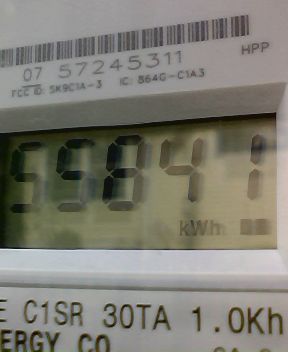 HPP
07 57245311
FCC ID: SK9C1A-3 IC: 864G-C1A3
55841
kWh
E C1SR 30TA 1.0Kh
ERGY CO